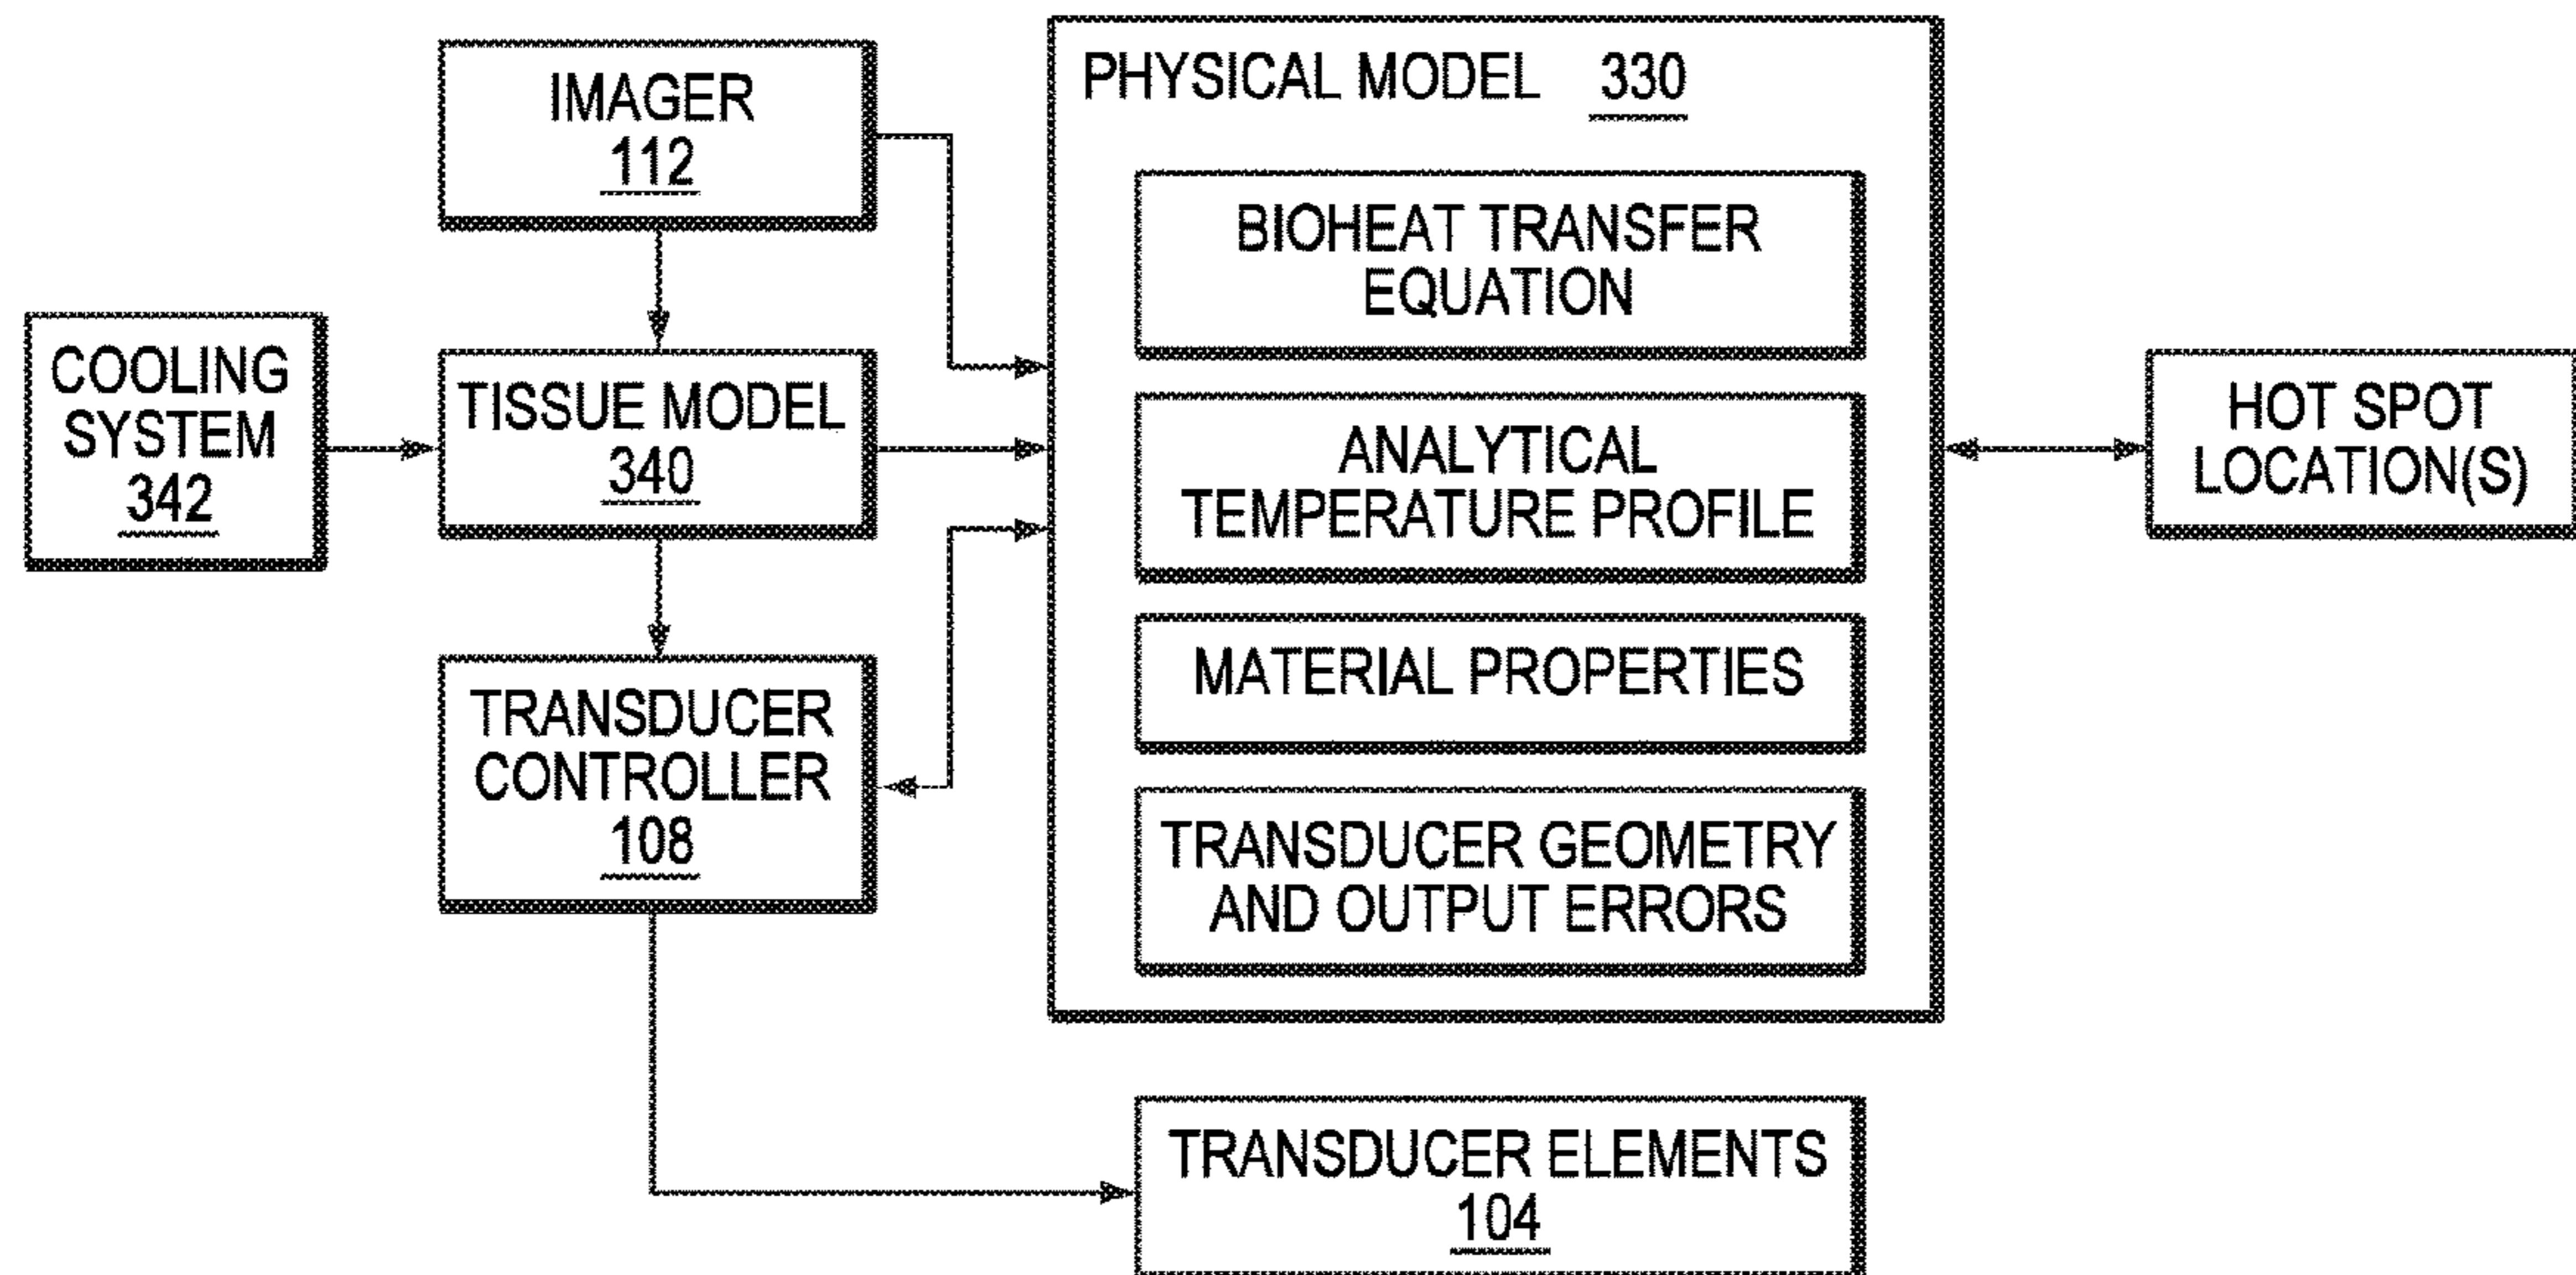 IMAGER
112
PHYSICAL MODEL 330
BIOHEAT TRANSFER
EQUATION
COOLING
SYSTEM
342
TISSUE MODEL
340
ANALYTICAL
TEMPERATURE PROFILE
HOT SPOT
LOCATION(S)
MATERIAL PROPERTIES
TRANSDUCER
CONTROLLER
108
TRANSDUCER GEOMETRY
AND OUTPUT ERRORS
TRANSDUCER ELEMENTS
104